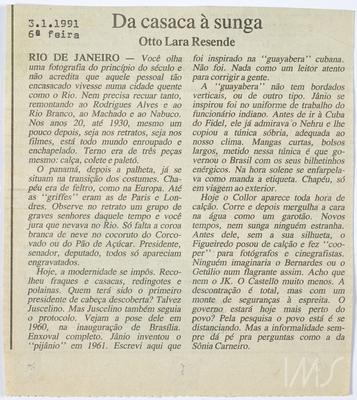 3.1.1991
6ª feira
Da casaca à sunga
Otto Lara Resende
RIO DE JANEIRO — Você olha
uma fotografia do princípio do século e
não acredita que aquele pessoal tão
encasacado vivesse numa cidade quente
como o Rio. Nem precisa recuar tanto,
remontando ao Rodrigues Alves e ao
Rio Branco, ao Machado e ao Nabuco.
Nos anos 20, até 1930, mesmo um
pouco depois, seja nos retratos, seja nos
filmes, está todo mundo enroupado e
enchapelado. Terno era de três peças
mesmo: calça, colete e paletó.
O panamá, depois a palheta, já se
situam na transição dos costumes. Cha-
péu era de feltro, como na Europa. Até
as "griffes" eram as de Paris e Lon-
dres. Observe no retrato um grupo de
graves senhores daquele tempo e você
jura que nevava no Rio. Só falta a coroa
branca de neve no cocoruto do Corco-
vado ou do Pão de Açúcar. Presidente,
senador, deputado, todos só apareciam
engravatados.
Hoje, a modernidade se impôs. Reco-
lheu fraques e casacas, redingotes e
polainas. Quem terá sido o primeiro
presidente de cabeça descoberta? Talvez
Juscelino. Mas Juscelino também seguia
o protocolo. Vejam a pose dele em
1960, na inauguração de Brasília.
Enxoval completo. Jânio inventou o
"pijânio" em 1961. Escrevi aqui que
foi inspirado na "guayabera" cubana.
Não foi. Nada como um leitor atento
para corrigir a gente.
A "guayabera" não tem bordados
verticais, ou de outro tipo. Jânio se
inspirou foi no uniforme de trabalho do
funcionário indiano. Antes de ir à Cuba
do Fidel, ele já admirava o Nehru e lhe
copiou a túnica sóbria, adequada ao
nosso clima. Mangas curtas, bolsos
largos, metido nessa túnica é que go-
vernou o Brasil com os seus bilhetinhos
enérgicos. Na hora solene se enfarpela-
va como manda a etiqueta. Chapéu, só
em viagem ao exterior.
Hoje o Collor aparece toda hora de
calção. Corre e depois mergulha a cara
na água como um garotão. Novos
tempos, nem sunga ninguém estranha.
Antes dele, sem a sua silhueta, o
Figueiredo posou de calção e fez "coo-
per" para fotógrafos e cinegrafistas.
Ninguém imaginaria o Bernardes ou o
Getúlio num flagrante assim. Acho que
nem o JK. O Castello muito menos. A
descontração é total, mas com um
monte de seguranças à espreita. O
governo estará hoje mais perto do
povo? Pela pesquisa o povo está é se
distanciando. Mas a informalidade sem-
pre dá pé pra perguntas como a da
Sônia Carneiro.
IMS